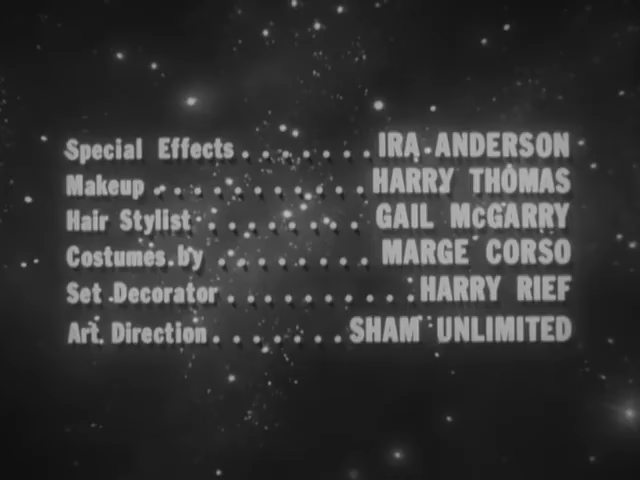 Special Effects . . . . . . . IRA ANDERSON
Makeup . . . . . . . . . . . . HARRY THOMAS
Hair Stylist . . . . . . . . . GAIL McGARRY
Costumes by . . . . . . . . MARGE CORSO
Set Decorator . . . . . . . . . . HARRY RIEF
Art Direction . . . . . . . SHAM UNLIMITED